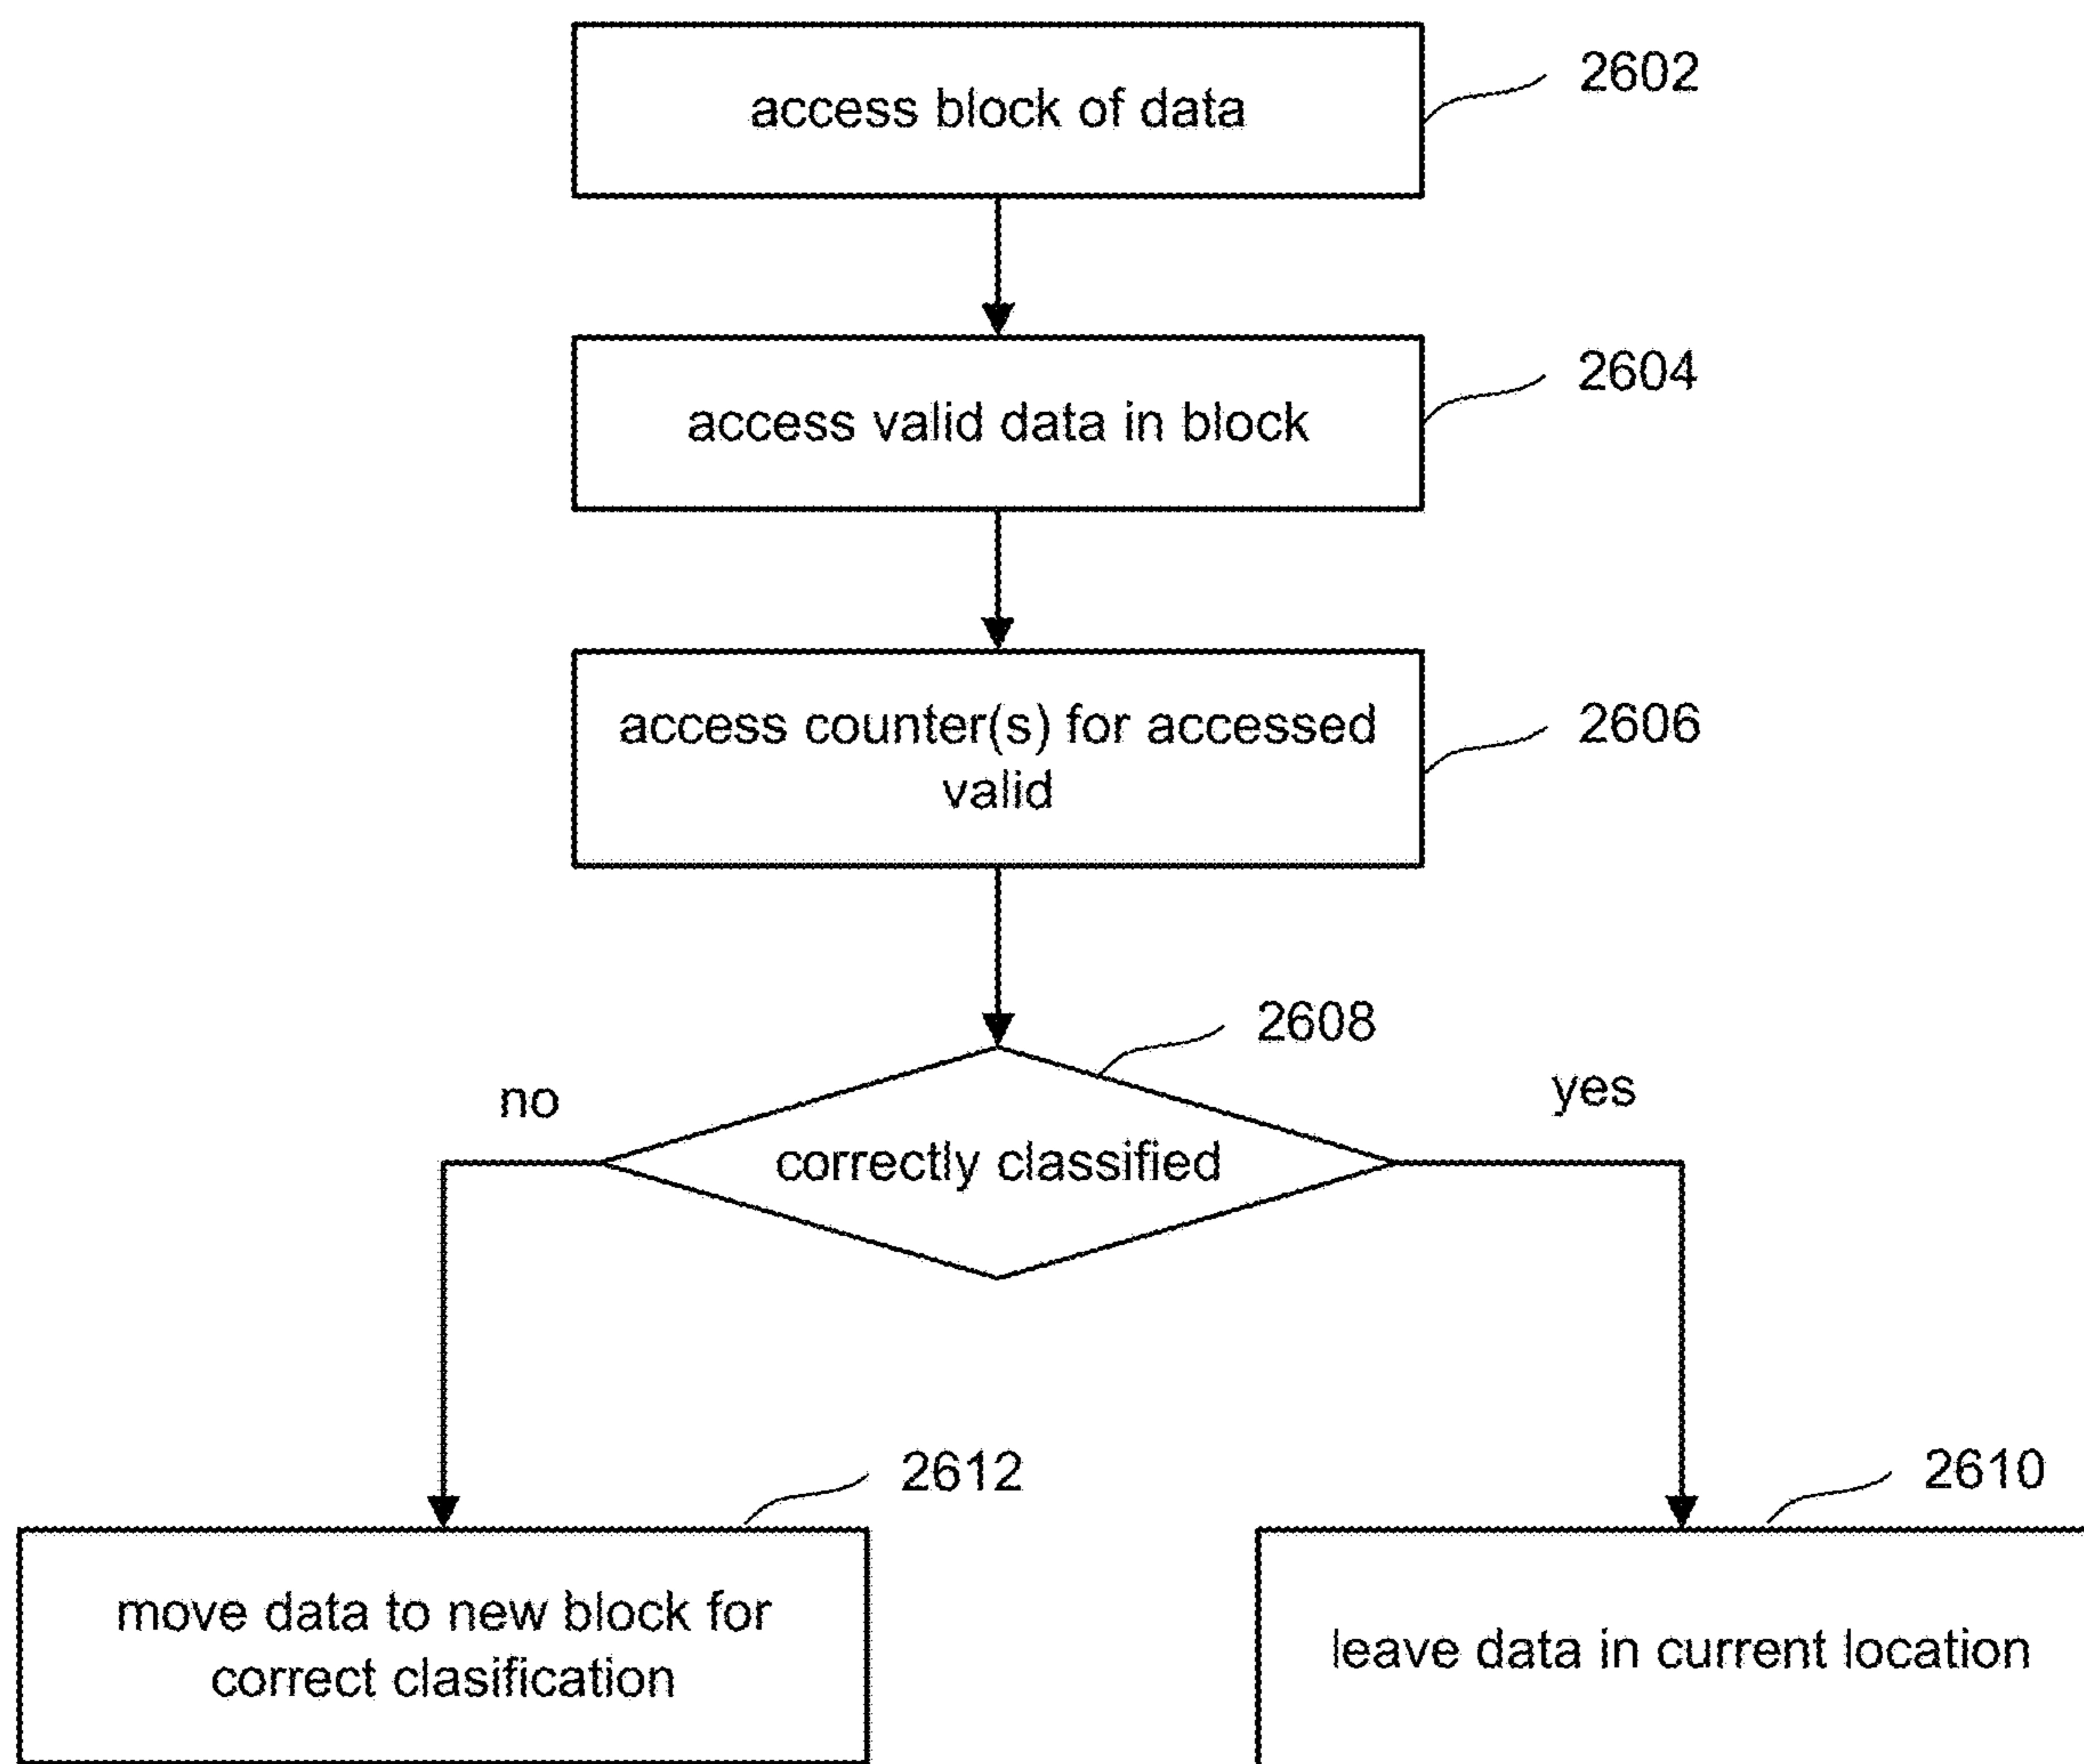 access block of data
2602
access valid data in block
2604
access counter(s) for accessed
valid
2606
2608
no
yes
correctly classified
2612
2610
move data to new block for
correct clasification
leave data in current location